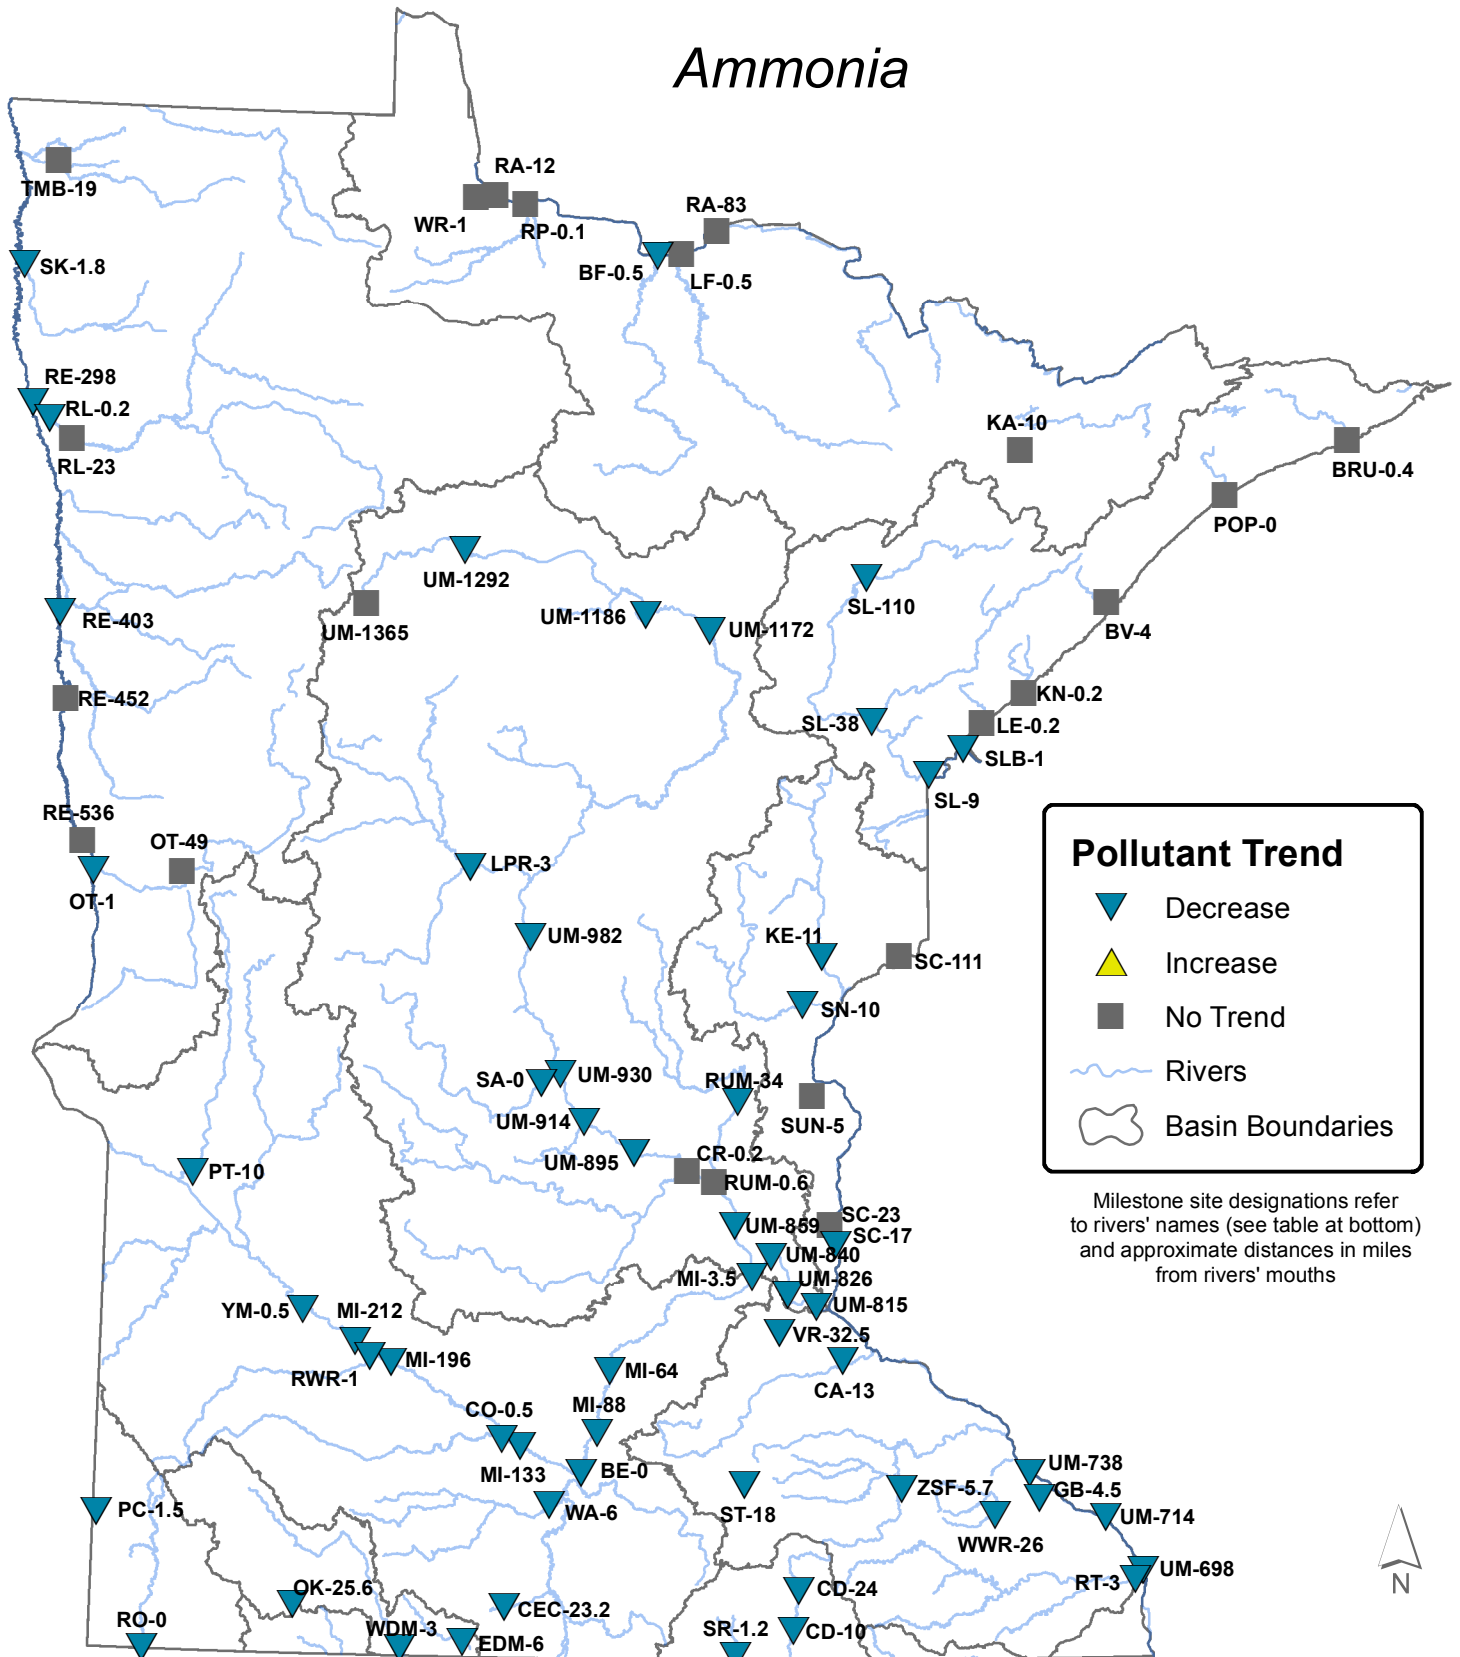 Ammonia
RA-12
TMB-19
RA-83
WR-1
RP-0.1
SK-1.8
BF-0.5
LF-0.5
RE-298
RL-0.2
KA-10
RL-23
BRU-0.4
POP-0
UM-1292
SL-110
UM-1186
RE-403
UM-1365
UM-1172
BV-4
RE-452
KN-0.2
SL-38
LE-0.2
SLB-1
SL-9
RE-536
OT-49
LPR-3
OT-1
KE-11
UM-982
SC-111
SN-10
SA-0
UM-930
RUM-34
UM-914
SUN-5
CR-0.2
UM-895
PT-10
RUM-0.6
SC-23
UM-859
SC-17
UM-840
MI-3.5
UM-826
YM-0.5
MI-212
UM-815
VR-32.5
MI-196
RWR-1
MI-64
CA-13
CO-0.5
MI-88
UM-738
MI-133
BE-0
ZSF-5.7
GB-4.5
PC-1.5
WA-6
ST-18
UM-714
WWR-26
UM-698
RT-3
OK-25.6
CD-24
CEC-23.2
RO-0
WDM-3
EDM-6
SR-1.2
CD-10
Pollutant Trend
Decrease
Increase
No Trend
Rivers
Basin Boundaries
Milestone site designations refer
to rivers' names (see table at bottom)
and approximate distances in miles
from rivers' mouths
N